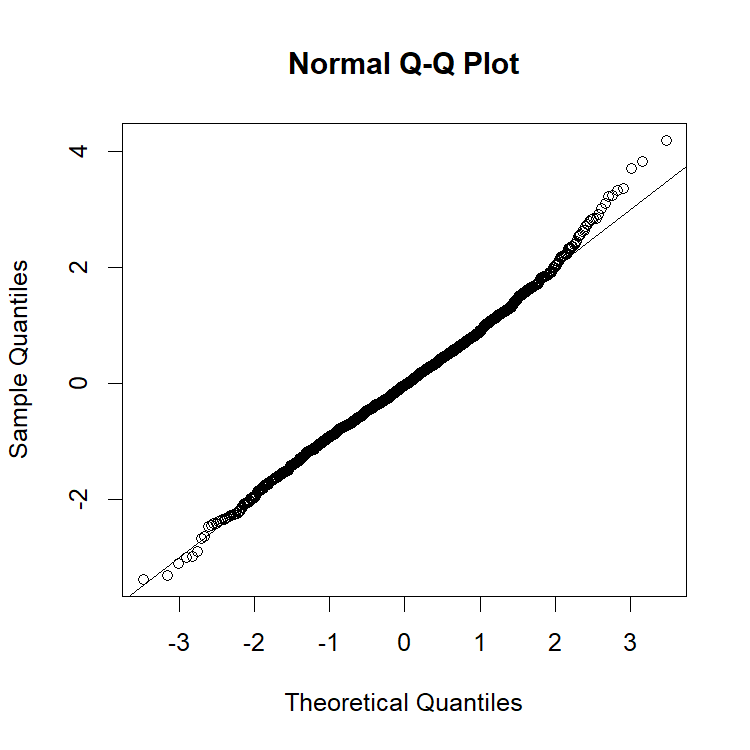 Normal Q-Q Plot
4
2
0
-2
Sample Quantiles
-3 -2 -1 0 1 2 3
Theoretical Quantiles